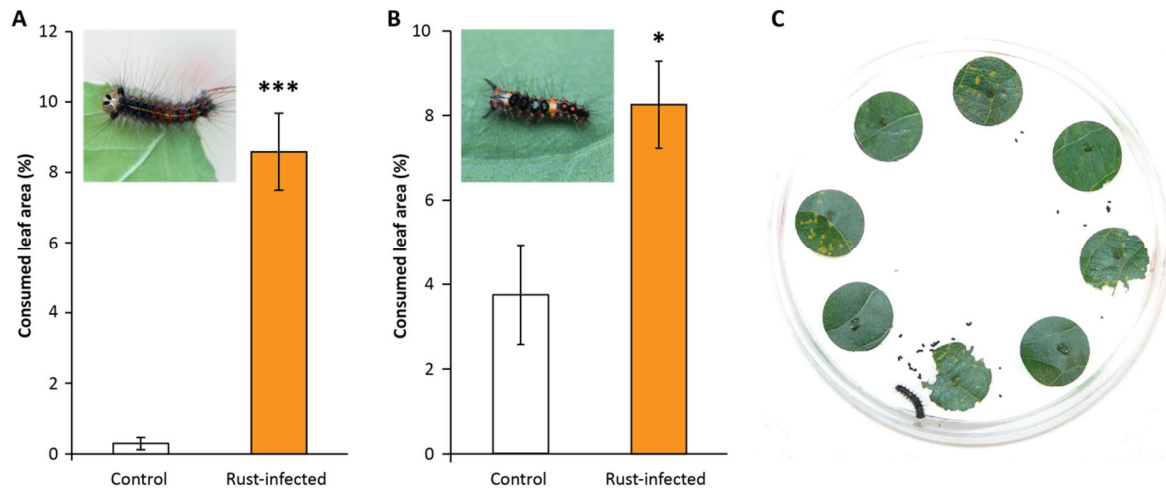 A
Consumed leaf area (%)
12
10
8
6
4
2
0
***
Control
Rust-infected
B
Consumed leaf area (%)
10
8
6
4
2
0
*
Control
Rust-infected
C